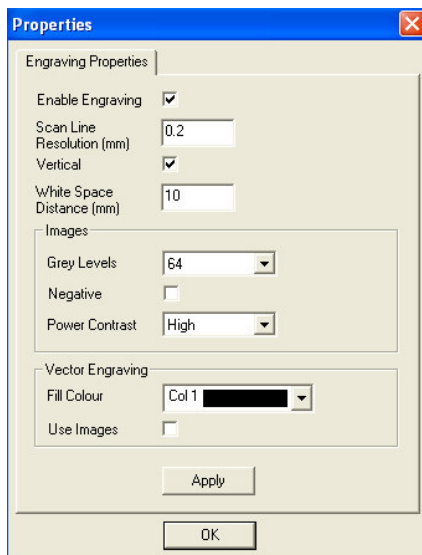 Properties
Engraving Properties
Enable Engraving
Scan Line
Resolution (mm)
0.2
Vertical
White Space
Distance (mm)
10
Images
Grey Levels
64
Negative
Power Contrast
High
Vector Engraving
Fill Colour
Col 1
Use Images
Apply
OK